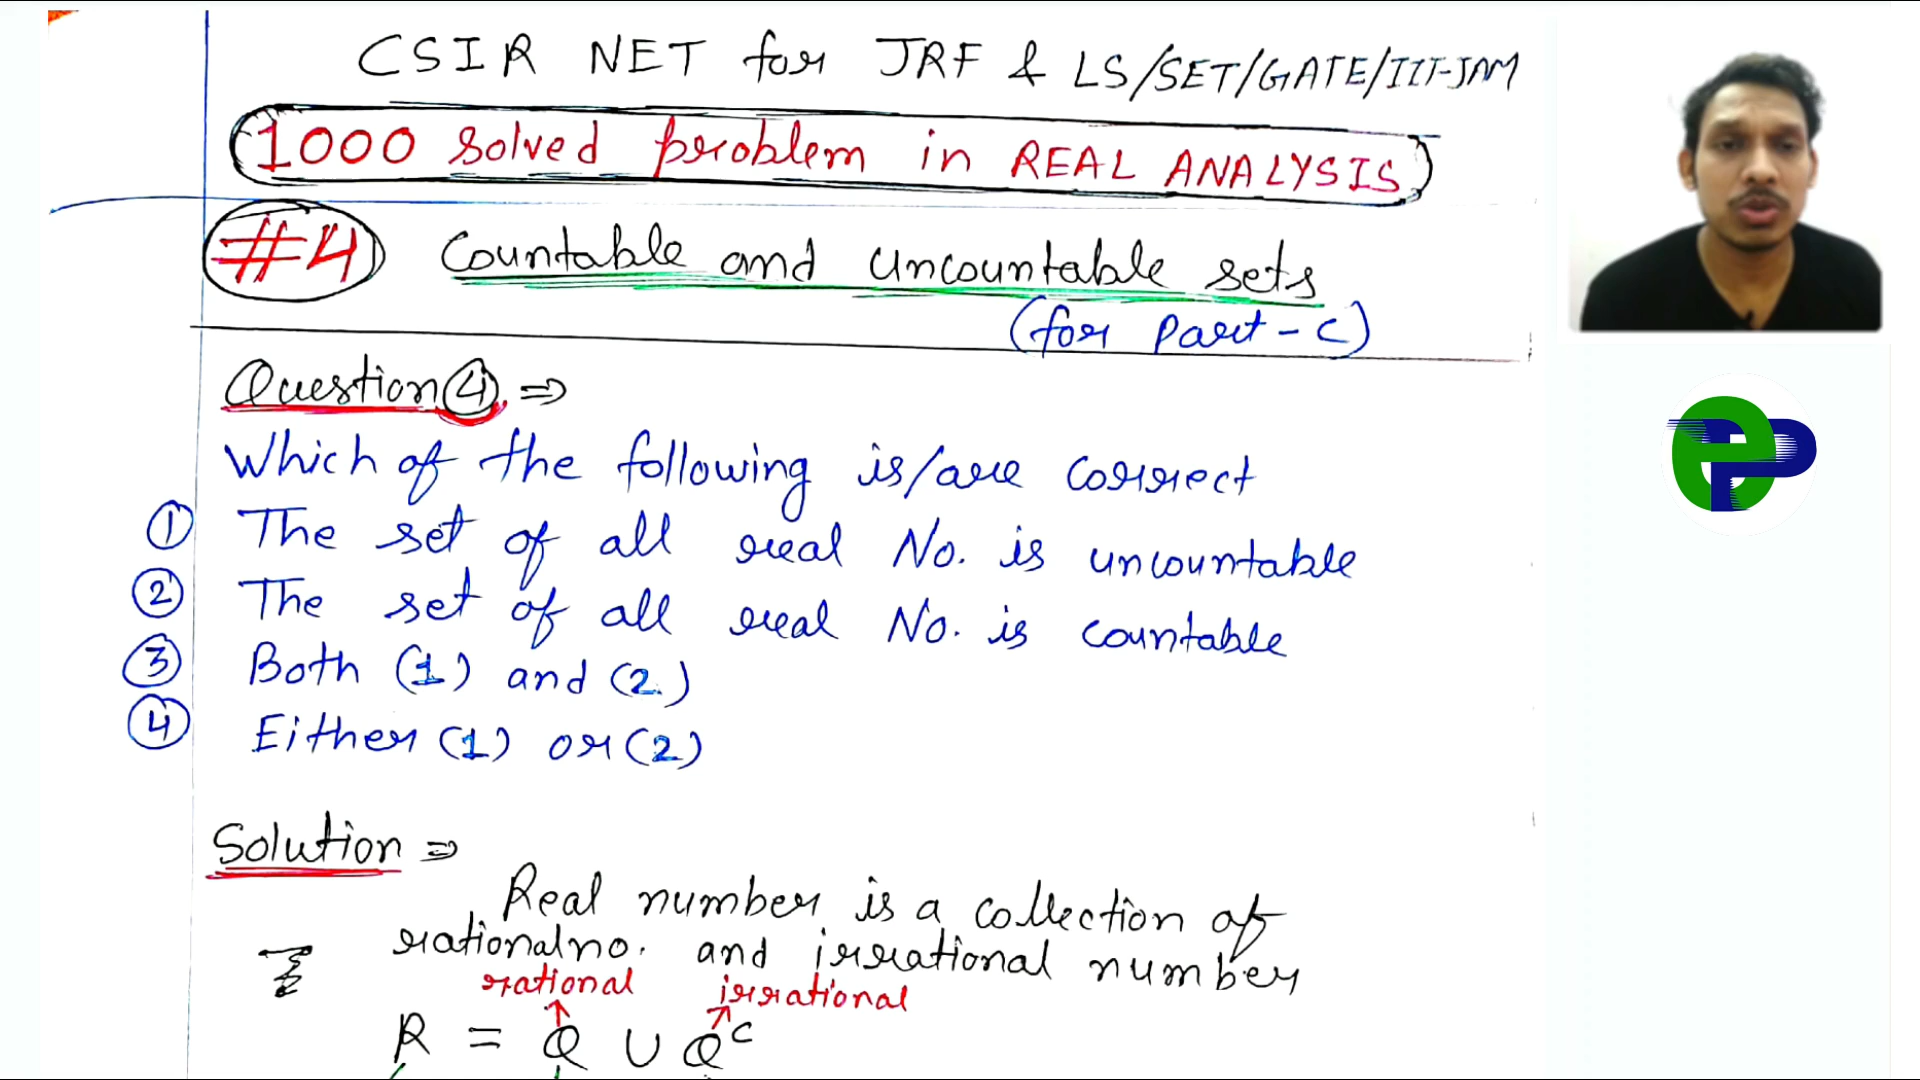 CSIR NET for JRF & LS/SET/GATE/IIT-JAM
1000 solved problem in REAL ANALYSIS
#4 Countable and uncountable sets
(for Part-C)
Question 4 ⇒
Which of the following is/are correct
① The set of all real No. is uncountable
② The set of all real No. is countable
③ Both (1) and (2)
④ Either (1) or (2)
Solution ⇒
Real number is a collection of
rational no. and irrational number
rational irrational
R = Q ∪ Q^c
eP